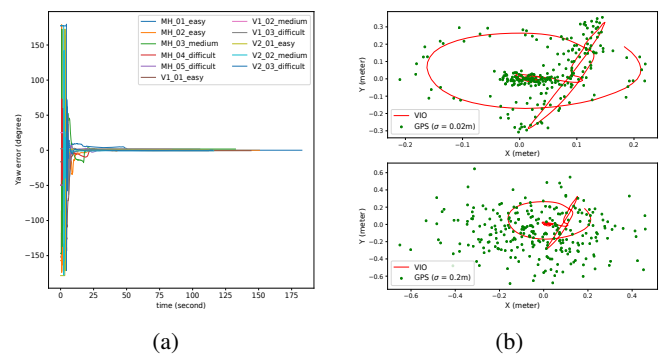 150
100
50
0
−50
−100
−150
Yaw error (degree)
0
25
50
75
100
125
150
175
time (second)
MH_01_easy
MH_02_easy
MH_03_medium
MH_04_difficult
MH_05_difficult
V1_01_easy
V1_02_medium
V1_03_difficult
V2_01_easy
V2_02_medium
V2_03_difficult
(a)
0.3
0.2
0.1
0.0
−0.1
−0.2
−0.3
Y (meter)
VIO
GPS (σ = 0.02m)
−0.2
−0.1
0.0
0.1
0.2
X (meter)
0.6
0.4
0.2
0.0
−0.2
−0.4
−0.6
Y (meter)
VIO
GPS (σ = 0.2m)
−0.6
−0.4
−0.2
0.0
0.2
0.4
X (meter)
(b)